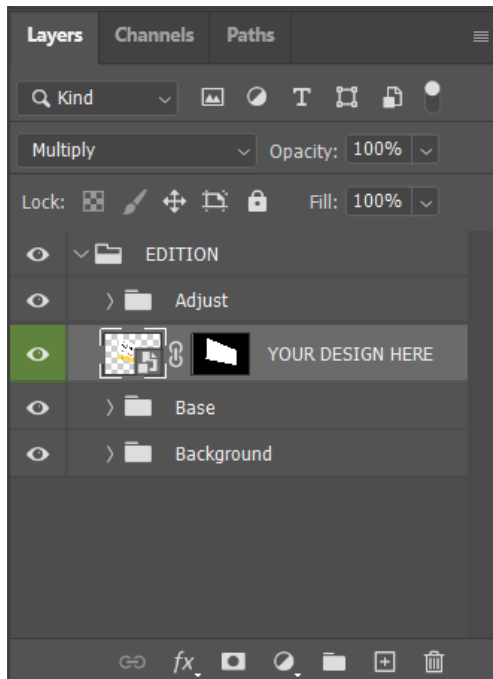 Layers Channels Paths
Kind
Multiply Opacity: 100%
Lock: Fill: 100%
EDITION
Adjust
YOUR DESIGN HERE
Base
Background
fx